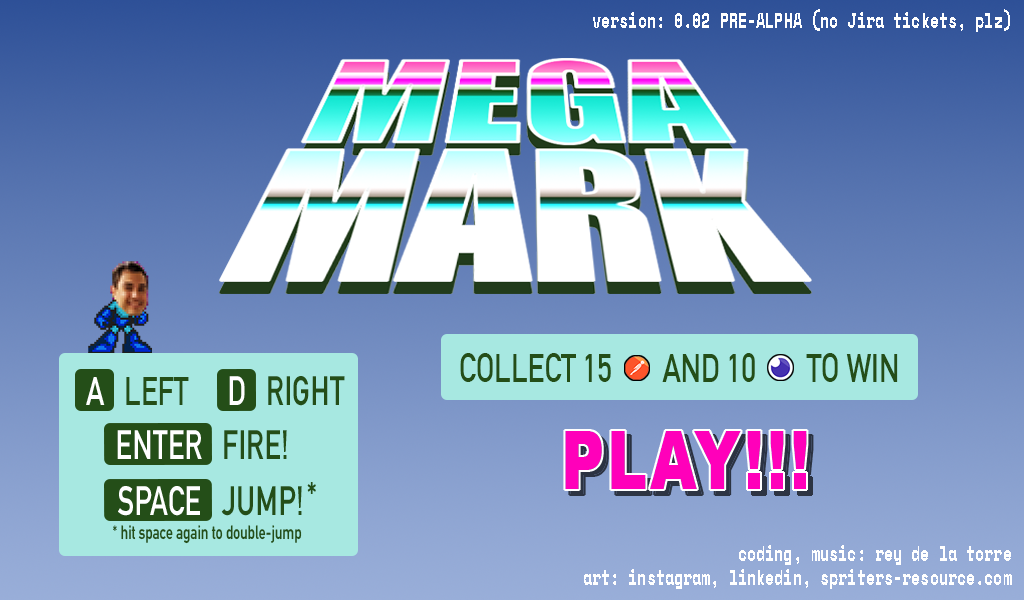 version: 0.02 PRE-ALPHA (no Jira tickets, plz)
MEGA
MARK
COLLECT 15 AND 10 TO WIN
A LEFT D RIGHT
ENTER FIRE!
SPACE JUMP!*
* hit space again to double-jump
PLAY!!!
coding, music: rey de la torre
art: instagram, linkedin, spriters-resource.com